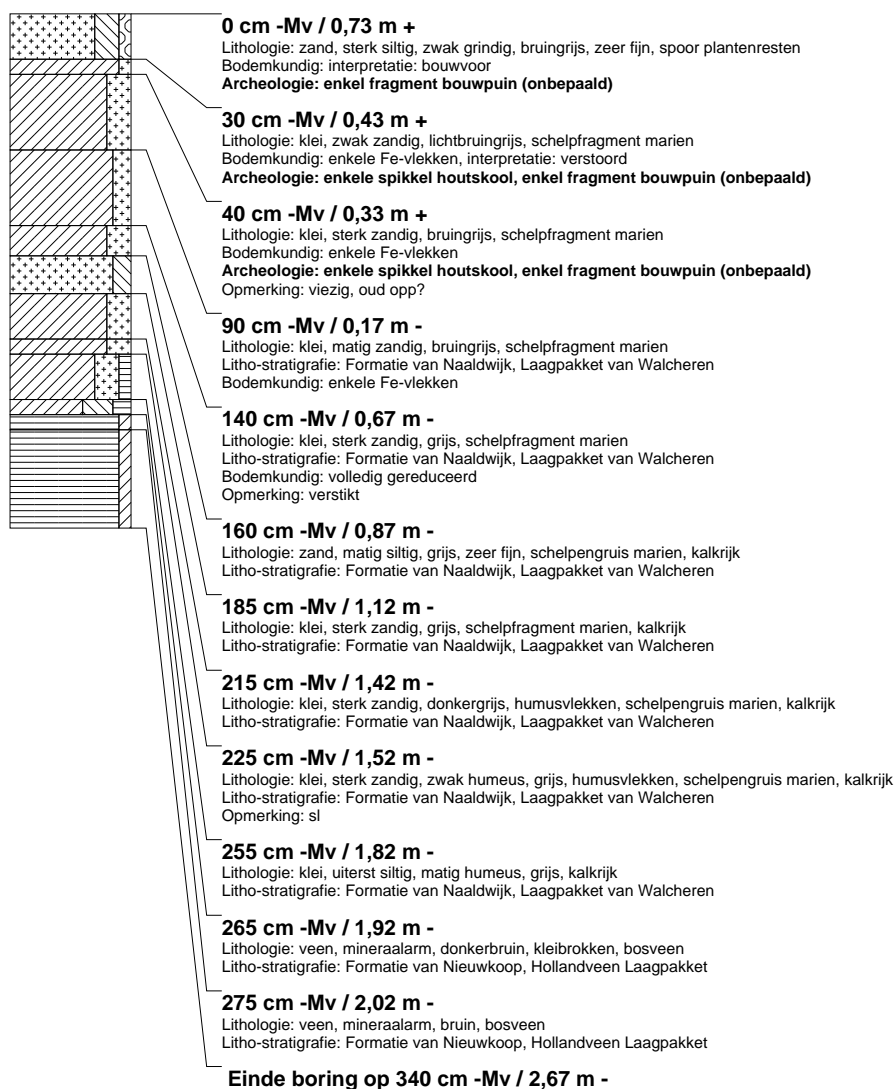 0 cm -Mv / 0,73 m +
Lithologie: zand, sterk siltig, zwak grindig, bruingrijs, zeer fijn, spoor plantenresten
Bodemkundig: interpretatie: bouwvoor
Archeologie: enkel fragment bouwpuin (onbepaald)
30 cm -Mv / 0,43 m +
Lithologie: klei, zwak zandig, lichtbruingrijs, schelpfragment marien
Bodemkundig: enkele Fe-vlekken, interpretatie: verstoord
Archeologie: enkele spikkel houtskool, enkel fragment bouwpuin (onbepaald)
40 cm -Mv / 0,33 m +
Lithologie: klei, sterk zandig, bruingrijs, schelpfragment marien
Bodemkundig: enkele Fe-vlekken
Archeologie: enkele spikkel houtskool, enkel fragment bouwpuin (onbepaald)
Opmerking: viezig, oud opp?
90 cm -Mv / 0,17 m -
Lithologie: klei, matig zandig, bruingrijs, schelpfragment marien
Litho-stratigrafie: Formatie van Naaldwijk, Laagpakket van Walcheren
Bodemkundig: enkele Fe-vlekken
140 cm -Mv / 0,67 m -
Lithologie: klei, sterk zandig, grijs, schelpfragment marien
Litho-stratigrafie: Formatie van Naaldwijk, Laagpakket van Walcheren
Bodemkundig: volledig gereduceerd
Opmerking: verstikt
160 cm -Mv / 0,87 m -
Lithologie: zand, matig siltig, grijs, zeer fijn, schelpengruis marien, kalkrijk
Litho-stratigrafie: Formatie van Naaldwijk, Laagpakket van Walcheren
185 cm -Mv / 1,12 m -
Lithologie: klei, sterk zandig, grijs, schelpfragment marien, kalkrijk
Litho-stratigrafie: Formatie van Naaldwijk, Laagpakket van Walcheren
215 cm -Mv / 1,42 m -
Lithologie: klei, sterk zandig, donkergrijs, humusvlekken, schelpengruis marien, kalkrijk
Litho-stratigrafie: Formatie van Naaldwijk, Laagpakket van Walcheren
225 cm -Mv / 1,52 m -
Lithologie: klei, sterk zandig, zwak humeus, grijs, humusvlekken, schelpengruis marien, kalkrijk
Litho-stratigrafie: Formatie van Naaldwijk, Laagpakket van Walcheren
Opmerking: sl
255 cm -Mv / 1,82 m -
Lithologie: klei, uiterst siltig, matig humeus, grijs, kalkrijk
Litho-stratigrafie: Formatie van Naaldwijk, Laagpakket van Walcheren
265 cm -Mv / 1,92 m -
Lithologie: veen, mineraalarm, donkerbruin, kleibrokken, bosveen
Litho-stratigrafie: Formatie van Nieuwkoop, Hollandveen Laagpakket
275 cm -Mv / 2,02 m -
Lithologie: veen, mineraalarm, bruin, bosveen
Litho-stratigrafie: Formatie van Nieuwkoop, Hollandveen Laagpakket
Einde boring op 340 cm -Mv / 2,67 m -